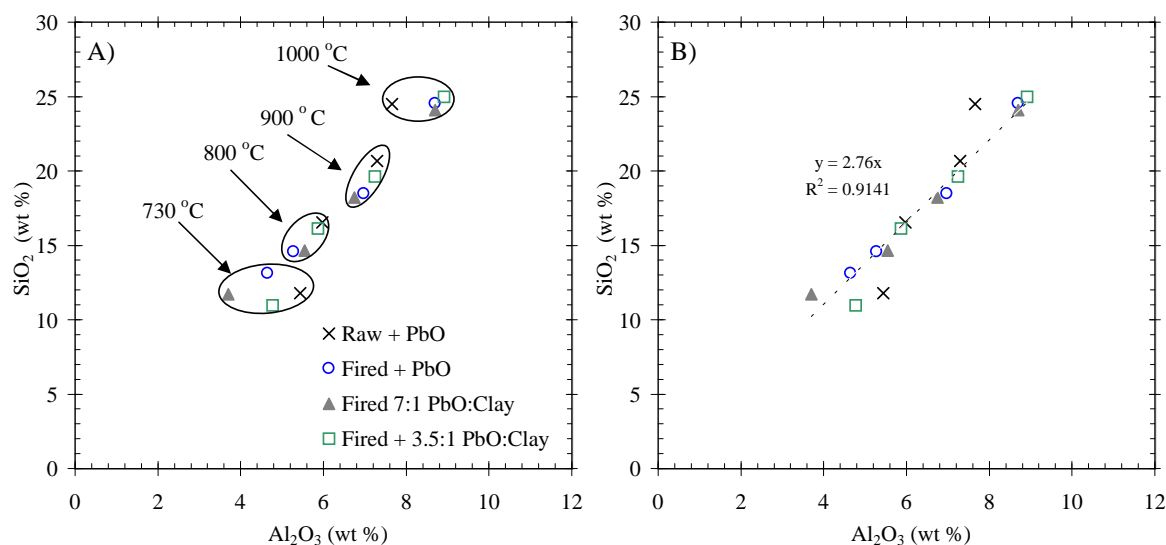 A)
1000 °C
900 °C
800 °C
730 °C
30
25
20
15
10
5
0
SiO2 (wt %)
Raw + PbO
Fired + PbO
Fired 7:1 PbO:Clay
Fired + 3.5:1 PbO:Clay
0 2 4 6 8 10 12
Al2O3 (wt %)
B)
y = 2.76x
R2 = 0.9141
30
25
20
15
10
5
0
SiO2 (wt %)
0 2 4 6 8 10 12
Al2O3 (wt %)